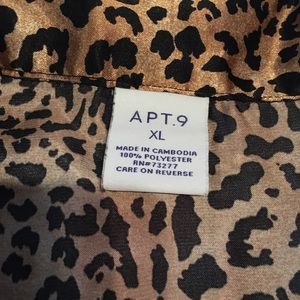 APT.9
XL
MADE IN CAMBODIA
100% POLYESTER
RN#73277
CARE ON REVERSE